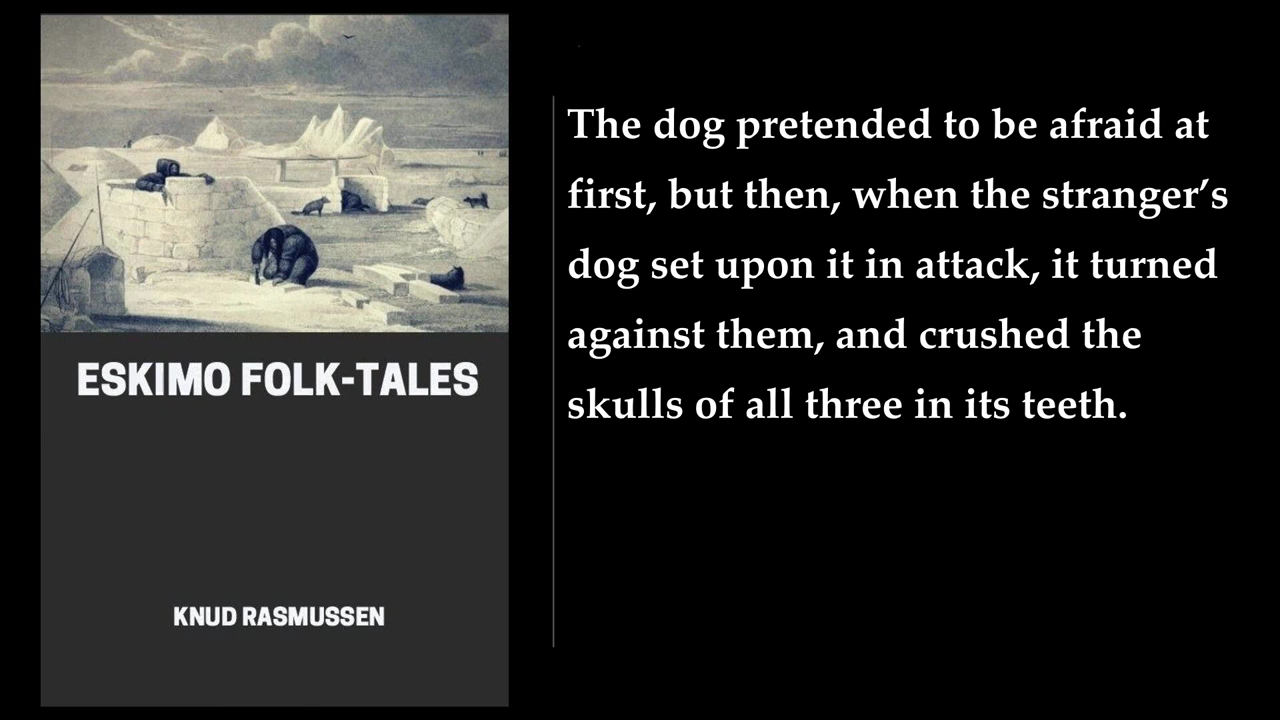 ESKIMO FOLK-TALES
KNUD RASMUSSEN
The dog pretended to be afraid at
first, but then, when the stranger’s
dog set upon it in attack, it turned
against them, and crushed the
skulls of all three in its teeth.